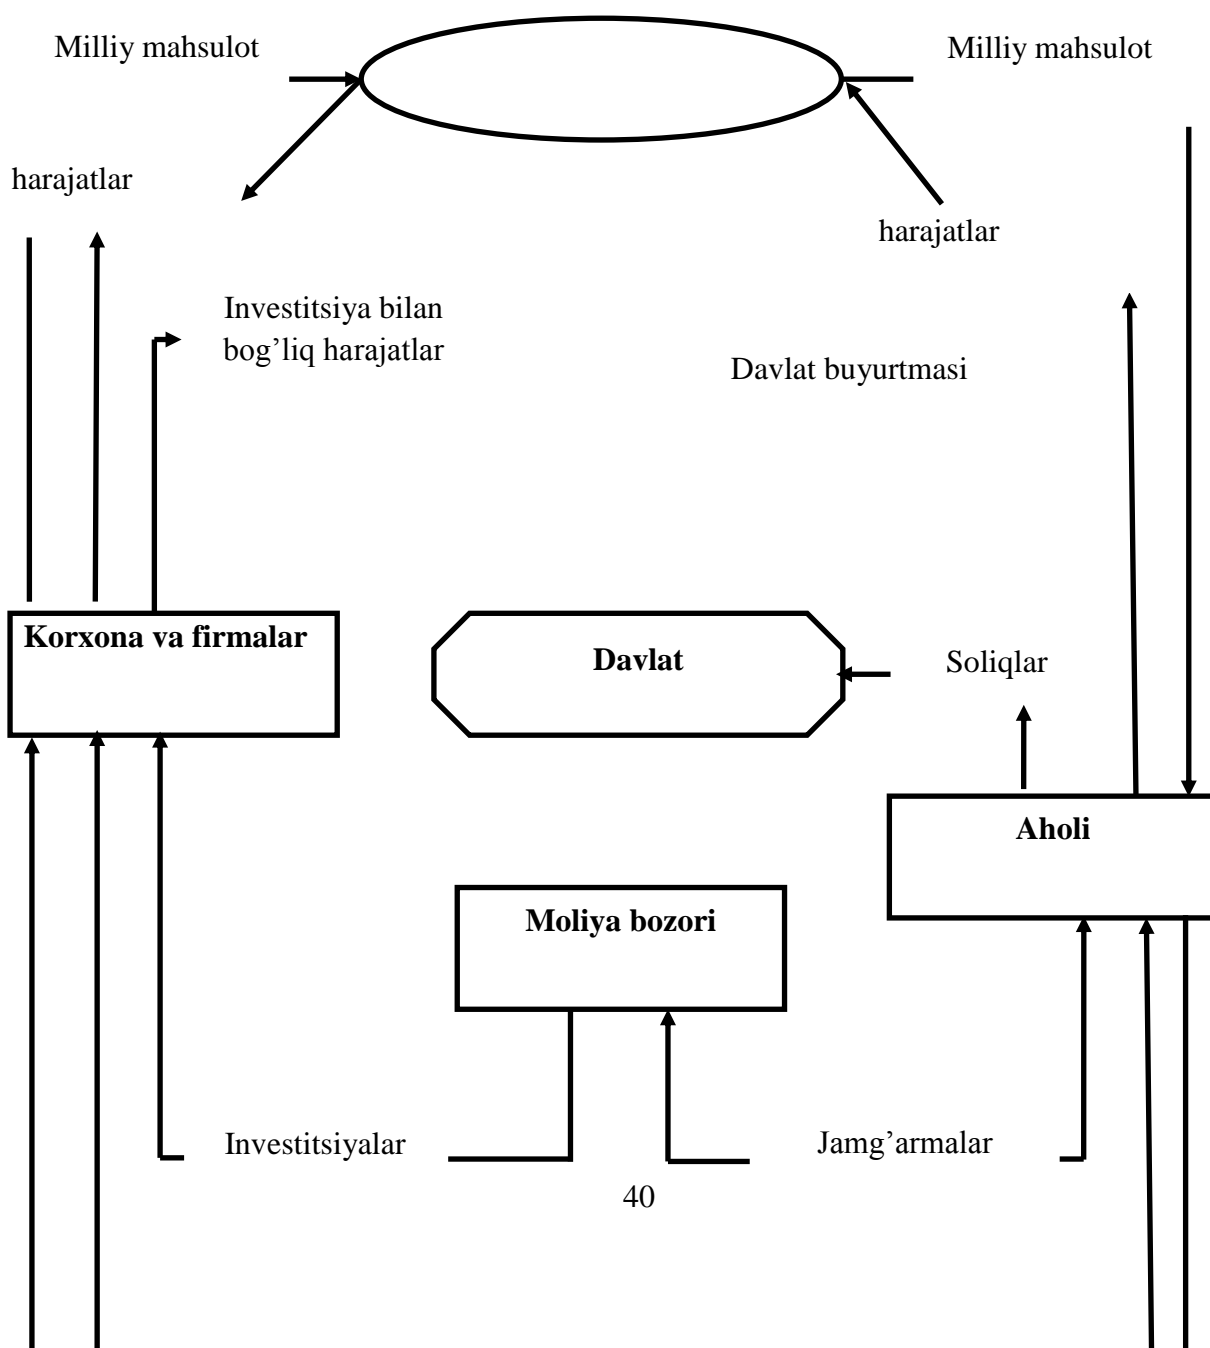 Milliy mahsulot
Milliy mahsulot
harajatlar
harajatlar
Investitsiya bilan
bog’liq harajatlar
Davlat buyurtmasi
Korxona va firmalar
Davlat
Soliqlar
Aholi
Moliya bozori
Investitsiyalar
Jamg’armalar
40